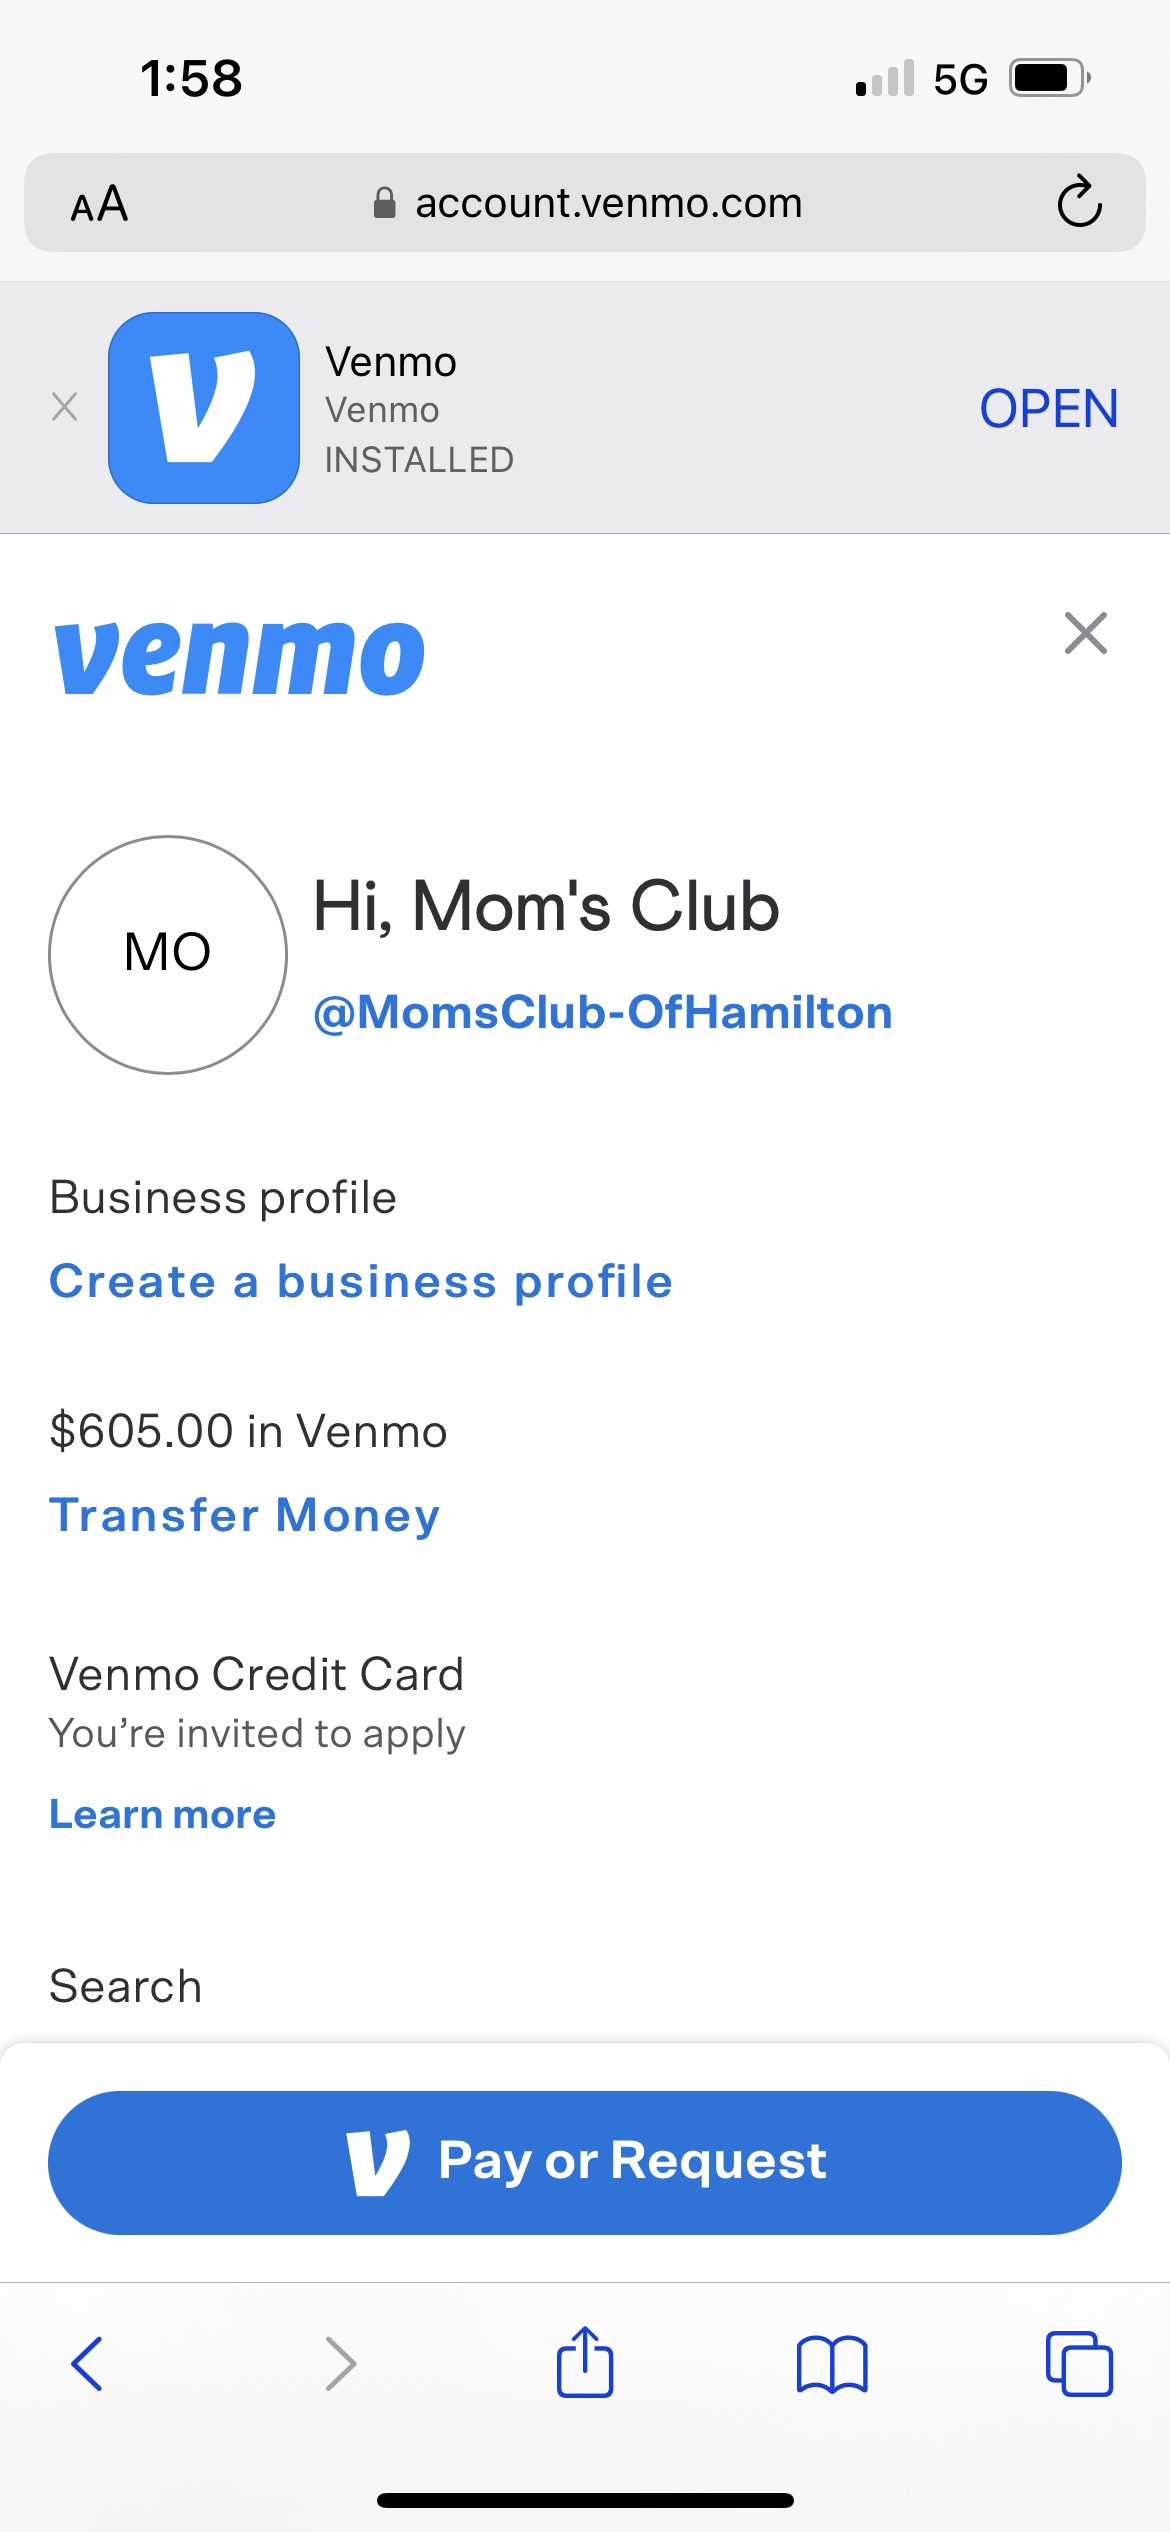 1:58
5G
AA
account.venmo.com
Venmo
Venmo
INSTALLED
OPEN
venmo
MO
Hi, Mom's Club
@MomsClub-OfHamilton
Business profile
Create a business profile
$605.00 in Venmo
Transfer Money
Venmo Credit Card
You’re invited to apply
Learn more
Search
Pay or Request